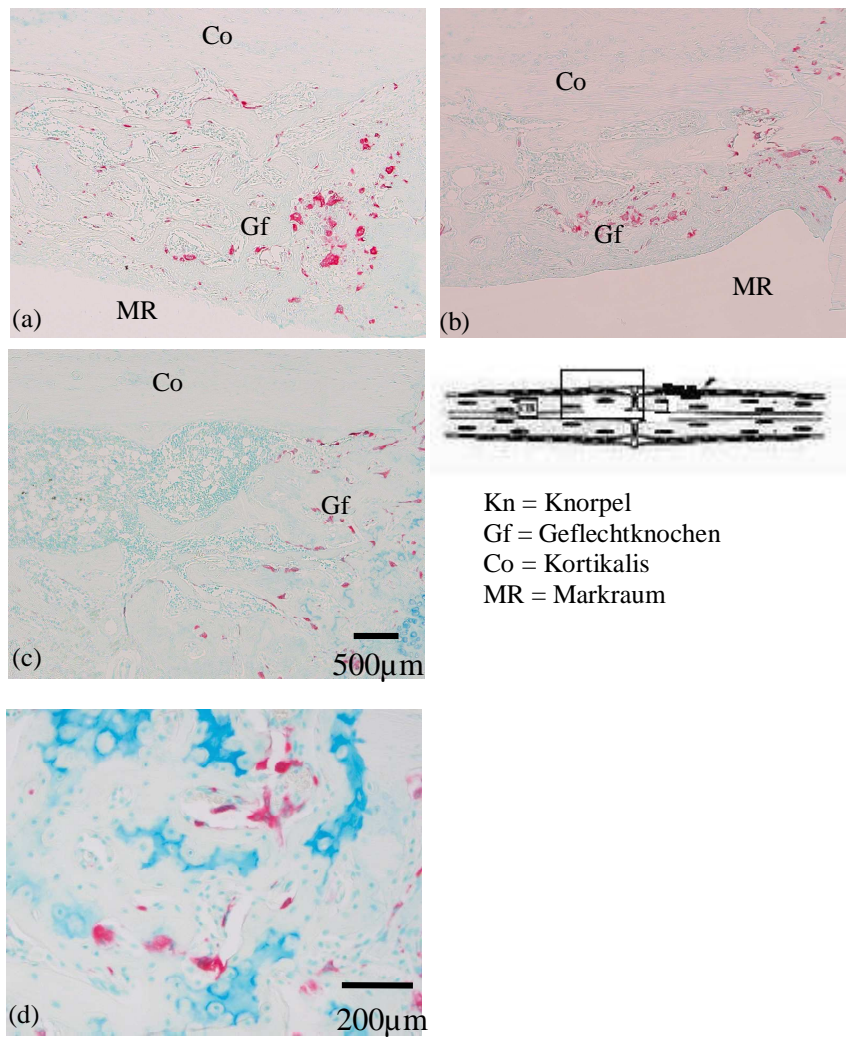 Co
Gf
MR
(a)
Co
Gf
MR
(b)
Co
Gf
(c)
500µm
Kn = Knorpel
Gf = Geflechtknochen
Co = Kortikalis
MR = Markraum
(d)
200µm